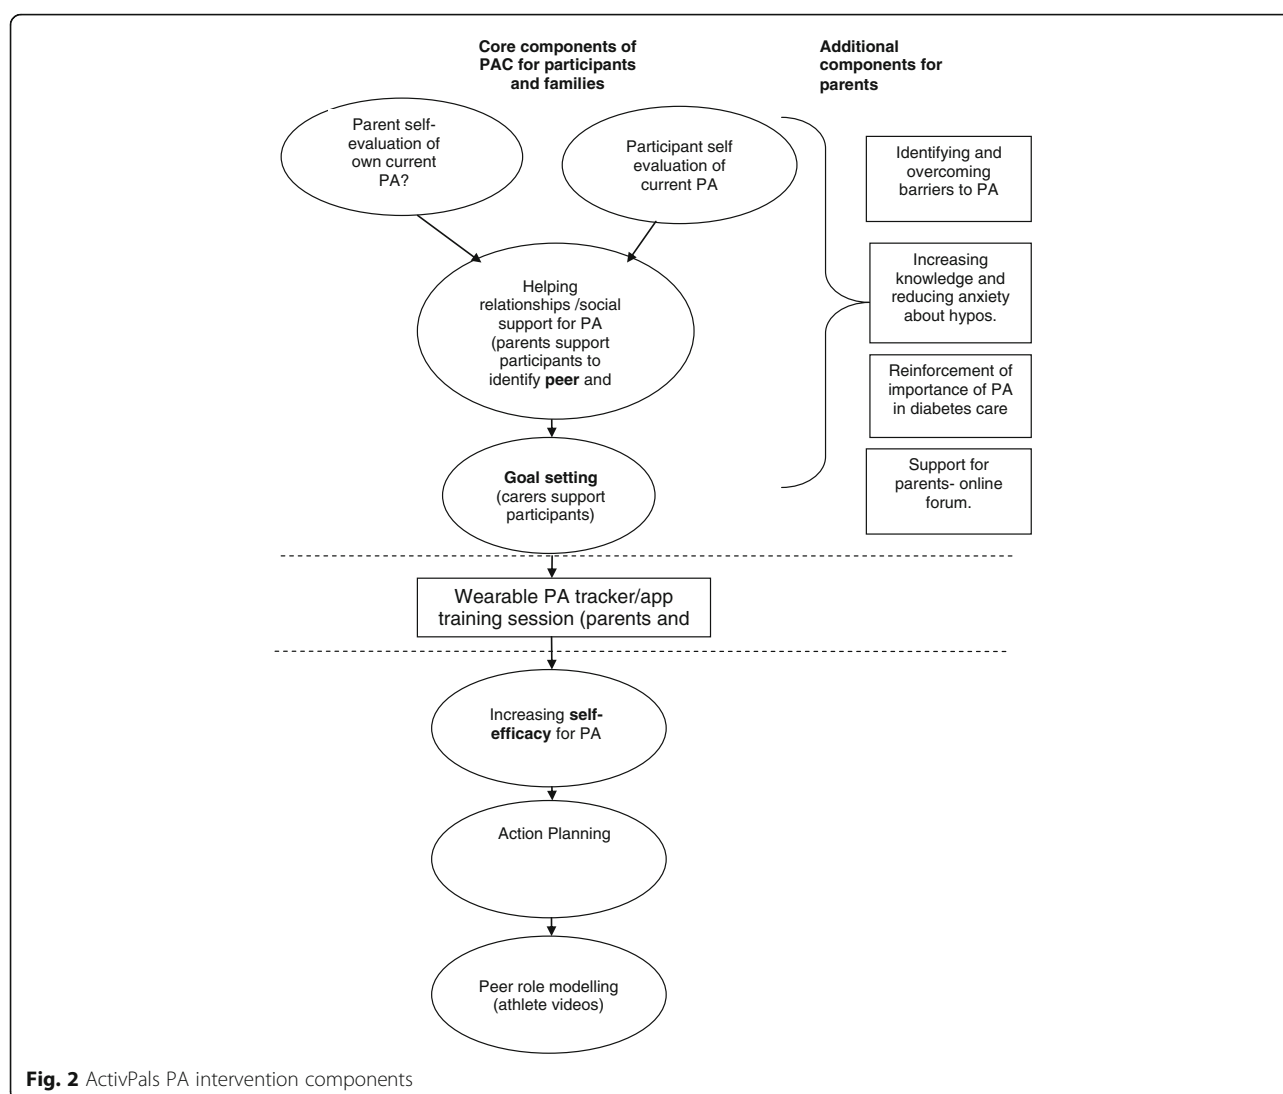 Core components of
PAC for participants
and families
Additional
components for
parents
Parent self-
evaluation of
own current
PA?
Participant self
evaluation of
current PA
Helping
relationships /social
support for PA
(parents support
participants to
identify peer and
Goal setting
(carers support
participants)
Identifying and
overcoming
barriers to PA
Increasing
knowledge and
reducing anxiety
about hypos.
Reinforcement of
importance of PA
in diabetes care
Support for
parents- online
forum.
Wearable PA tracker/app
training session (parents and
Increasing self-
efficacy for PA
Action Planning
Peer role modelling
(athlete videos)
Fig. 2 ActivPals PA intervention components